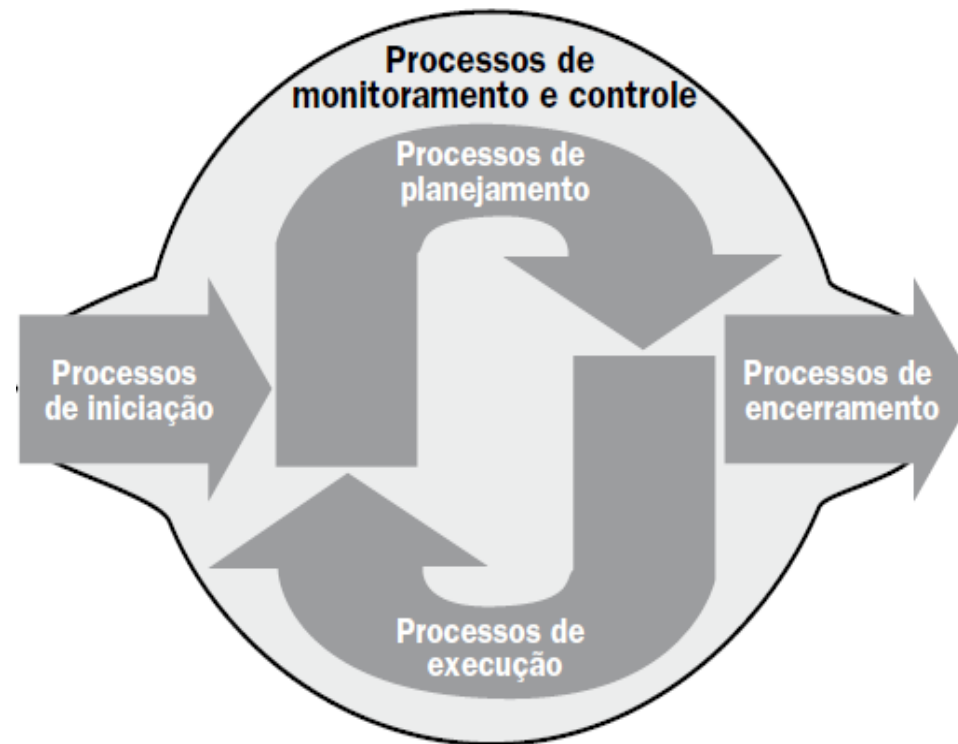 Processos de
monitoramento e controle
Processos de
planejamento
Processos
de iniciação
Processos de
encerramento
Processos de
execução